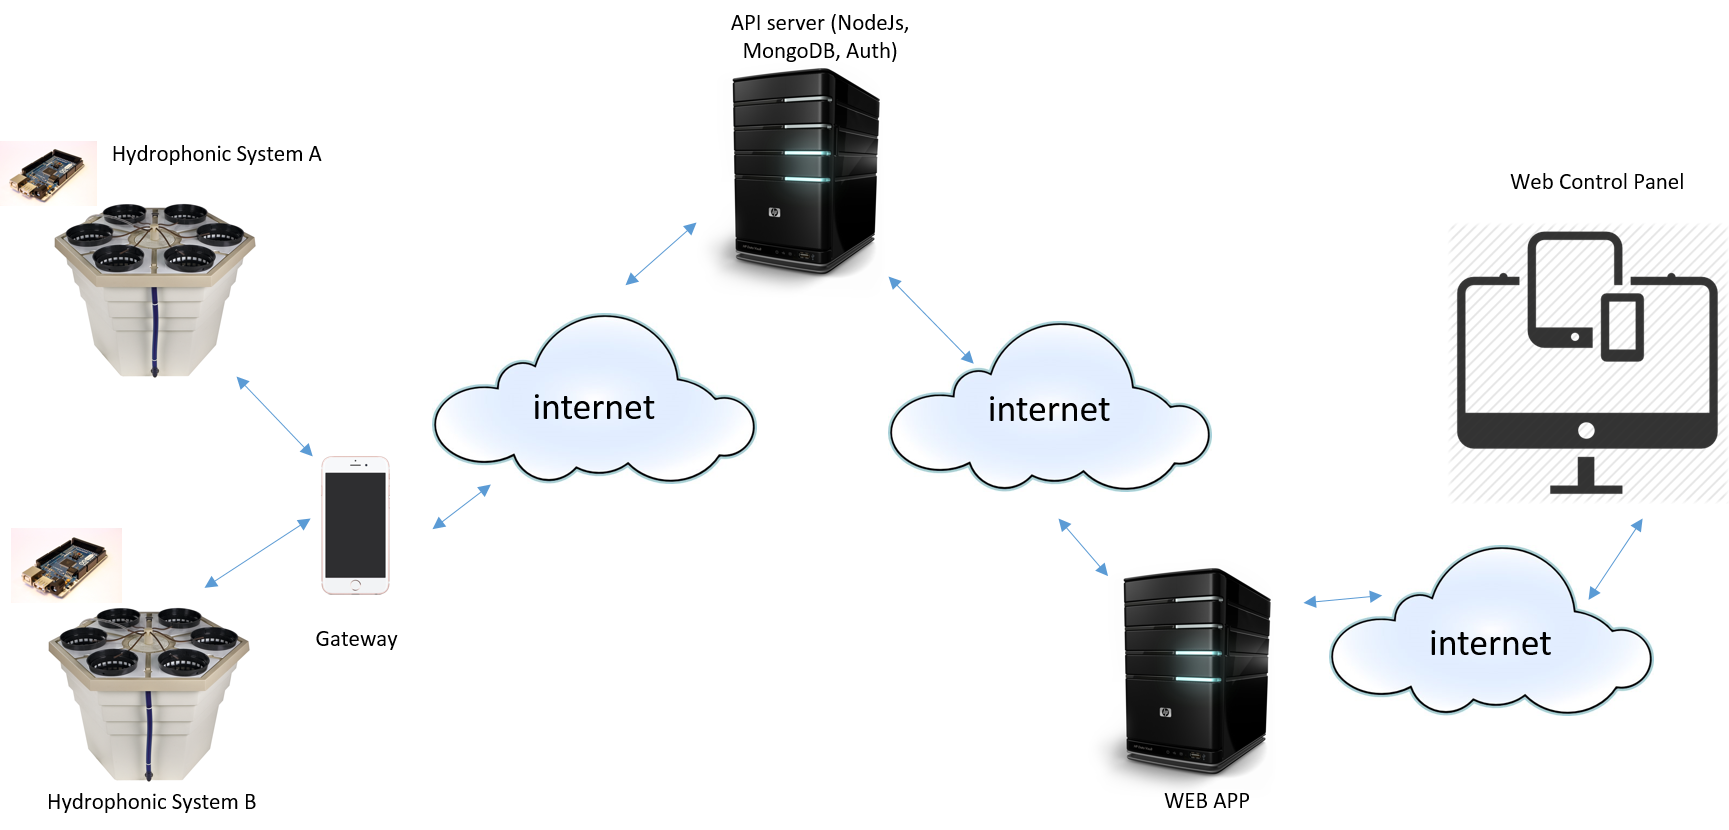 API server (NodeJs,
MongoDB, Auth)
Hydrophonic System A
Web Control Panel
internet
internet
Gateway
internet
Hydrophonic System B
WEB APP